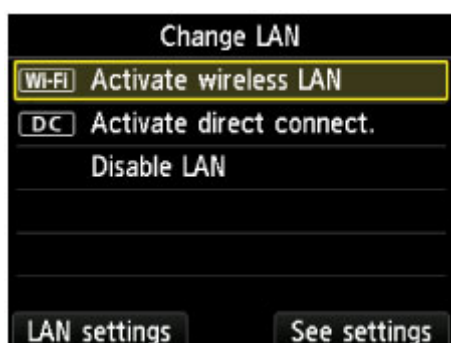 Change LAN
Wi-Fi Activate wireless LAN
DC Activate direct connect.
Disable LAN
LAN settings See settings